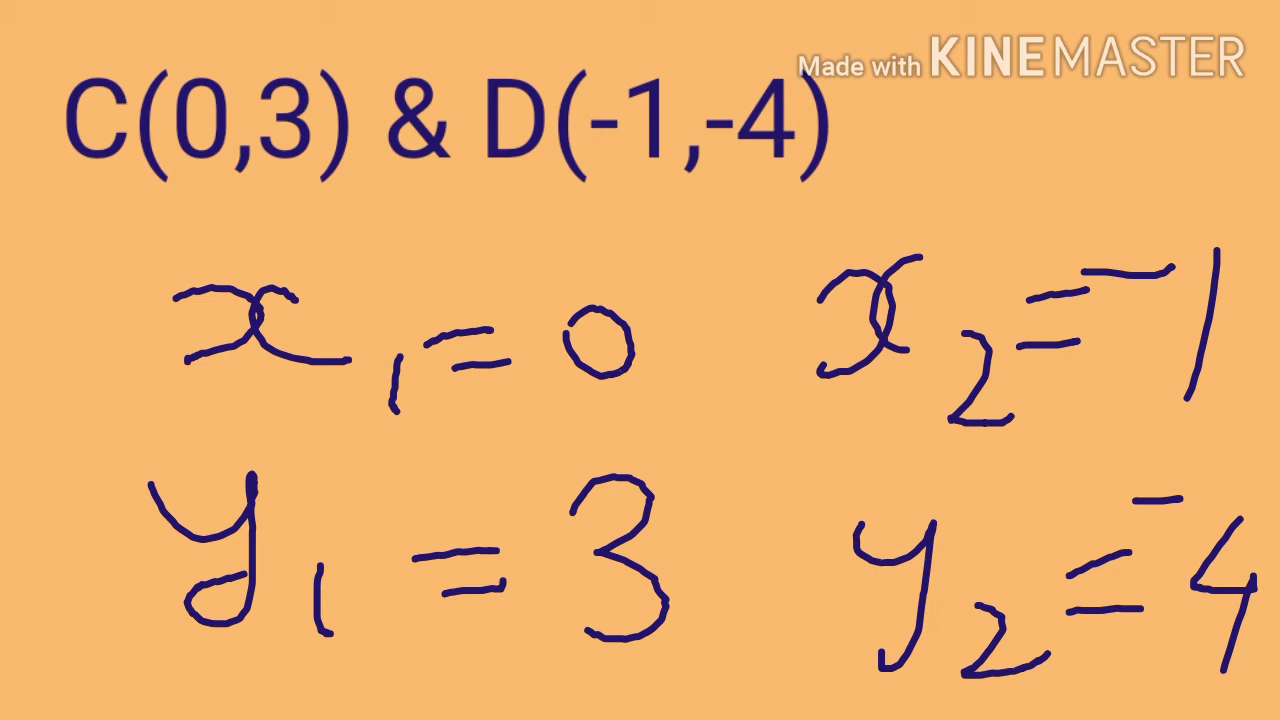 Made with KINEMASTER
C(0,3) & D(-1,-4)
x₁ = 0 x₂ = -1
y₁ = 3 y₂ = -4